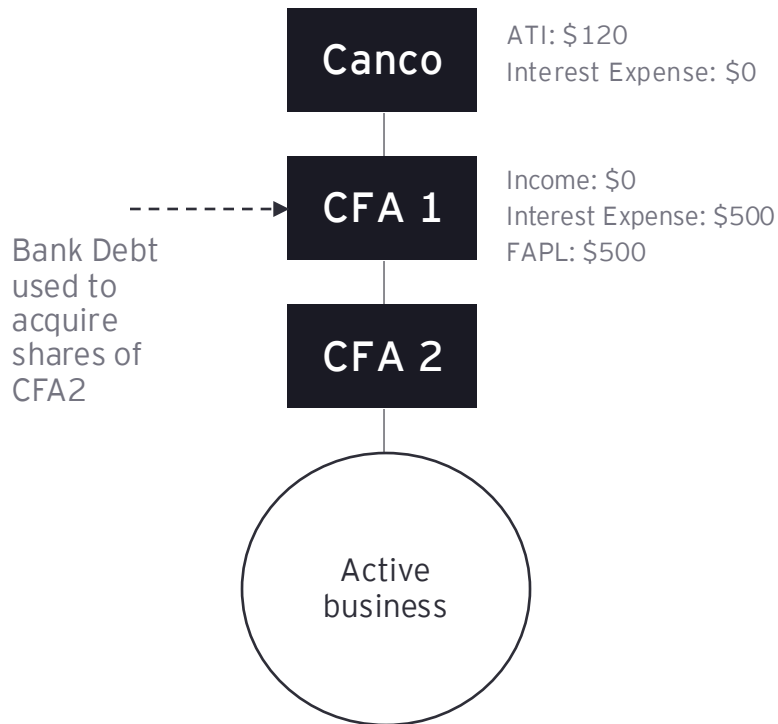 Canco
ATI: $120
Interest Expense: $0
CFA 1
Income: $0
Interest Expense: $500
FAPL: $500
Bank Debt
used to
acquire
shares of
CFA2
CFA 2
Active
business